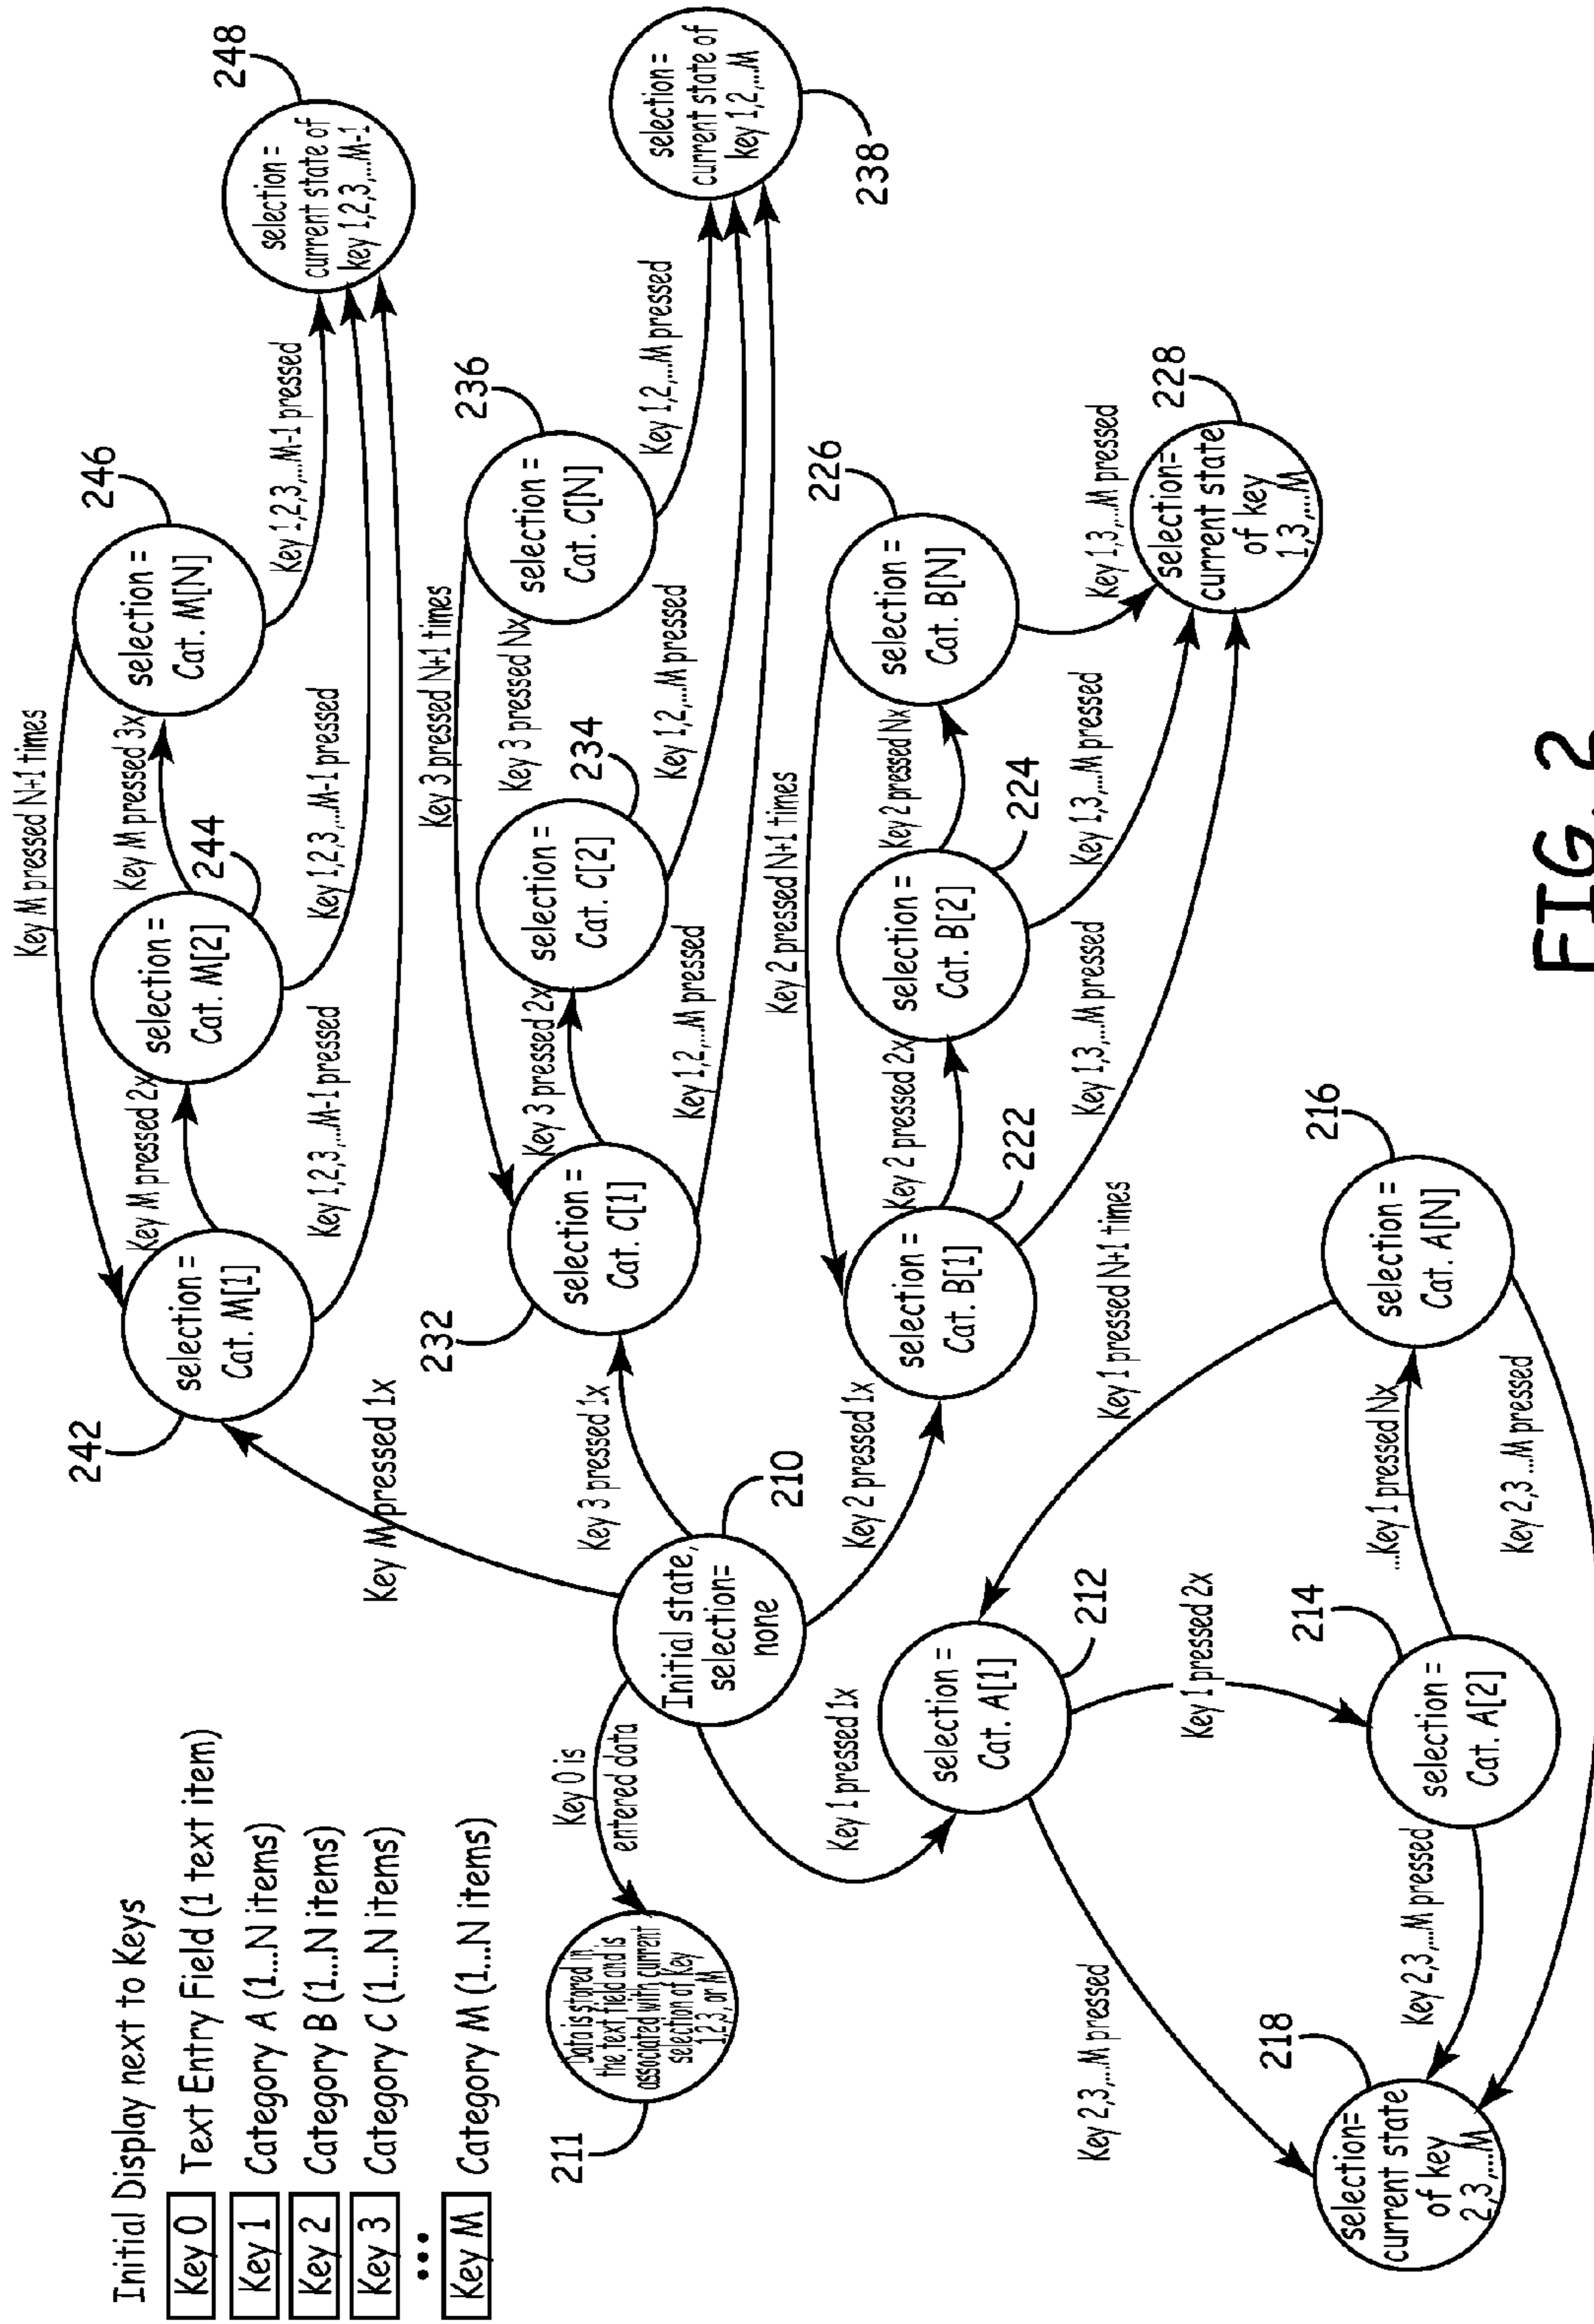 Initial Display next to Keys
Key 0 Text Entry Field (1 text item)
Key 1 Category A (1...N items)
Key 2 Category B (1...N items)
Key 3 Category C (1...N items)
•••
Key M Category M (1...N items)
Key M pressed N+1 times
242
selection =
Cat. M[1]
Key M pressed 2x
selection =
Cat. M[2]
244
Key M pressed 3x
selection =
Cat. M[N]
246
Key 1,2,3,...M-1 pressed
Key 1,2,3,...M-1 pressed
Key 1,2,3,...M-1 pressed
248
selection =
current state of
key 1,2,3,...M-1
Key M pressed 1x
Key 3 pressed N+1 times
232
selection =
Cat. C[1]
Key 3 pressed 2x
selection =
Cat. C[2]
234
Key 3 pressed Nx
selection =
Cat. C[N]
236
Key 1,2,...M pressed
Key 1,2,...M pressed
Key 1,2,...M pressed
selection =
current state of
key 1,2,...M
238
Key 3 pressed 1x
211
Data is stored in
the text field and is
associated with current
selection of Key
1,2,3, or M
Key 0 is
entered data
Initial state,
selection=
none
210
Key 2 pressed 1x
Key 2 pressed N+1 times
selection =
Cat. B[1]
222
Key 2 pressed 2x
selection =
Cat. B[2]
224
Key 2 pressed Nx
selection =
Cat. B[N]
226
Key 1,3,...M pressed
Key 1,3,...M pressed
Key 1,3,...M pressed
selection=
current state
of key
1,3,....M
228
Key 1 pressed 1x
selection =
Cat. A[1]
212
Key 1 pressed N+1 times
Key 1 pressed 2x
214
selection =
Cat. A[2]
...Key 1 pressed Nx
216
selection =
Cat. A[N]
Key 2,3,....M pressed
Key 2,3,....M pressed
Key 2,3, ...M pressed
218
selection=
current state
of key
2,3,....M
FIG. 2